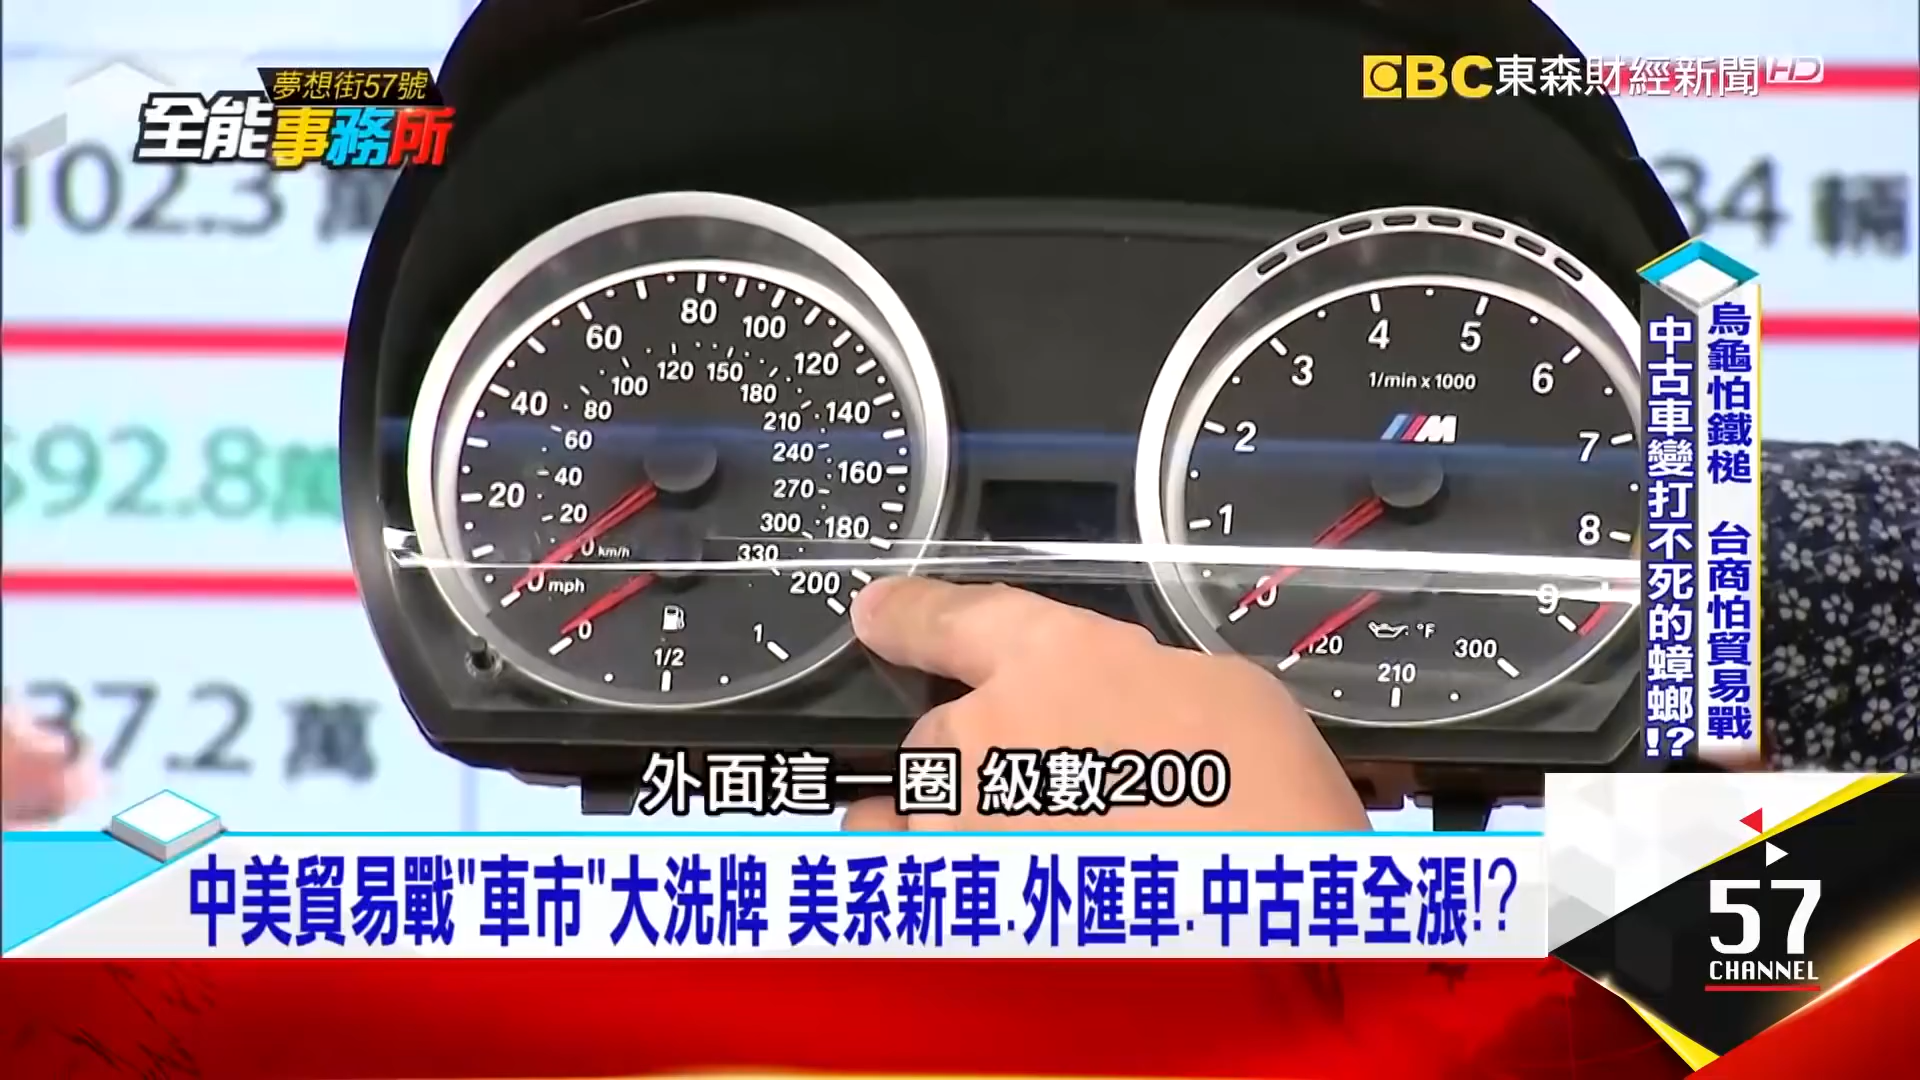 夢想街57號
全能事務所
EBC東森財經新聞HD
102.3 萬
34 輛
592.8萬
37.2 萬
0 mph
20
40
60
80
100
120
140
160
180
200
0 km/h
20
40
60
80
100
120
150
180
210
240
270
300
330
0
1/2
1
0
1
2
3
4
5
6
7
8
9
1/min x 1000
M
120
210
300
°F
烏龜怕鐵槌 台商怕貿易戰
中古車變打不死的蟑螂!?
外面這一圈 級數200
中美貿易戰"車市"大洗牌 美系新車.外匯車.中古車全漲!?
57
CHANNEL